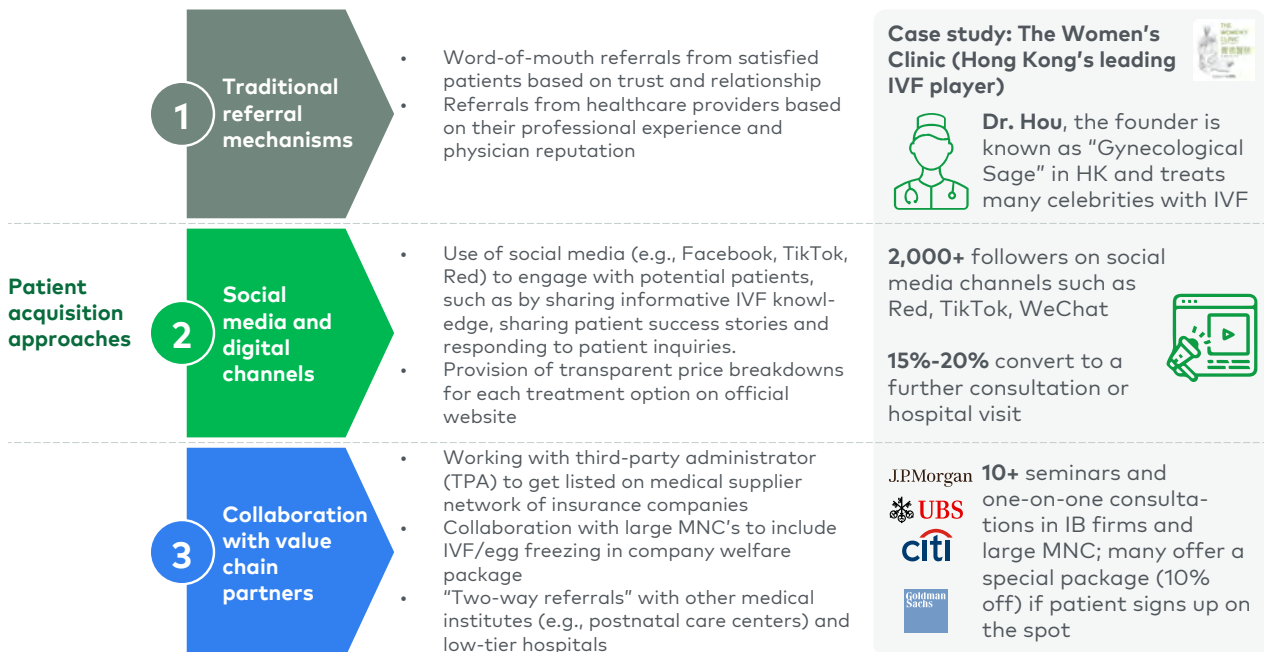 Patient
acquisition
approaches
1
Traditional
referral
mechanisms
• Word-of-mouth referrals from satisfied
patients based on trust and relationship
• Referrals from healthcare providers based
on their professional experience and
physician reputation
Case study: The Women's
Clinic (Hong Kong's leading
IVF player)
THE
WOMEN'S
CLINIC
Dr. Hou, the founder is
known as "Gynecological
Sage" in HK and treats
many celebrities with IVF
2
Social
media and
digital
channels
• Use of social media (e.g., Facebook, TikTok,
Red) to engage with potential patients,
such as by sharing informative IVF knowl-
edge, sharing patient success stories and
responding to patient inquiries.
• Provision of transparent price breakdowns
for each treatment option on official
website
2,000+ followers on social
media channels such as
Red, TikTok, WeChat
15%-20% convert to a
further consultation or
hospital visit
3
Collaboration
with value
chain
partners
• Working with third-party administrator
(TPA) to get listed on medical supplier
network of insurance companies
• Collaboration with large MNC's to include
IVF/egg freezing in company welfare
package
• "Two-way referrals" with other medical
institutes (e.g., postnatal care centers) and
low-tier hospitals
J.P.Morgan
UBS
citi
Goldman
Sachs
10+ seminars and
one-on-one consulta-
tions in IB firms and
large MNC; many offer a
special package (10%
off) if patient signs up on
the spot